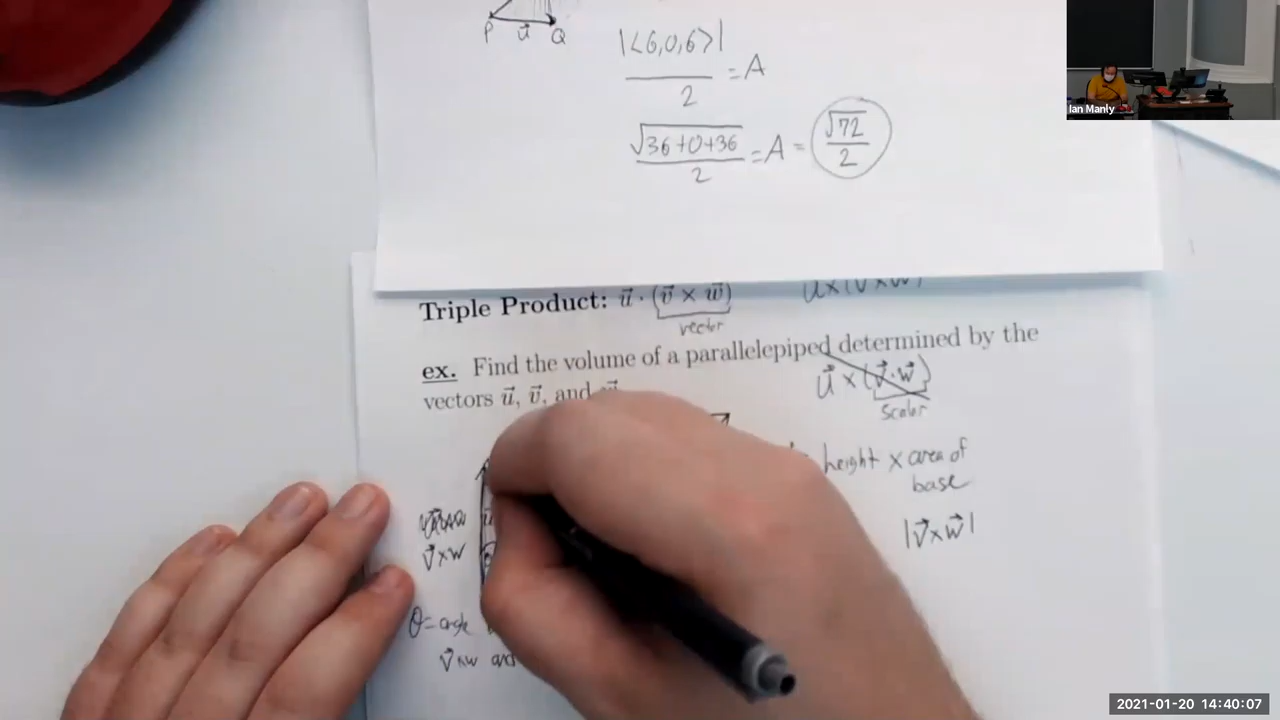 P u⃗ Q
|<6,0,6>|
2
=A
√36+0+36
2
=A=
√72
2
Ian Manly
Triple Product: u⃗ · (v⃗ × w⃗)
vector
ex. Find the volume of a parallelepiped determined by the
vectors u⃗, v⃗, and
u⃗ × (v⃗·w⃗)
scalar
height × area of
base
|v⃗×w⃗|
v⃗×w
θ=angle
v⃗×w and
2021-01-20 14:40:07